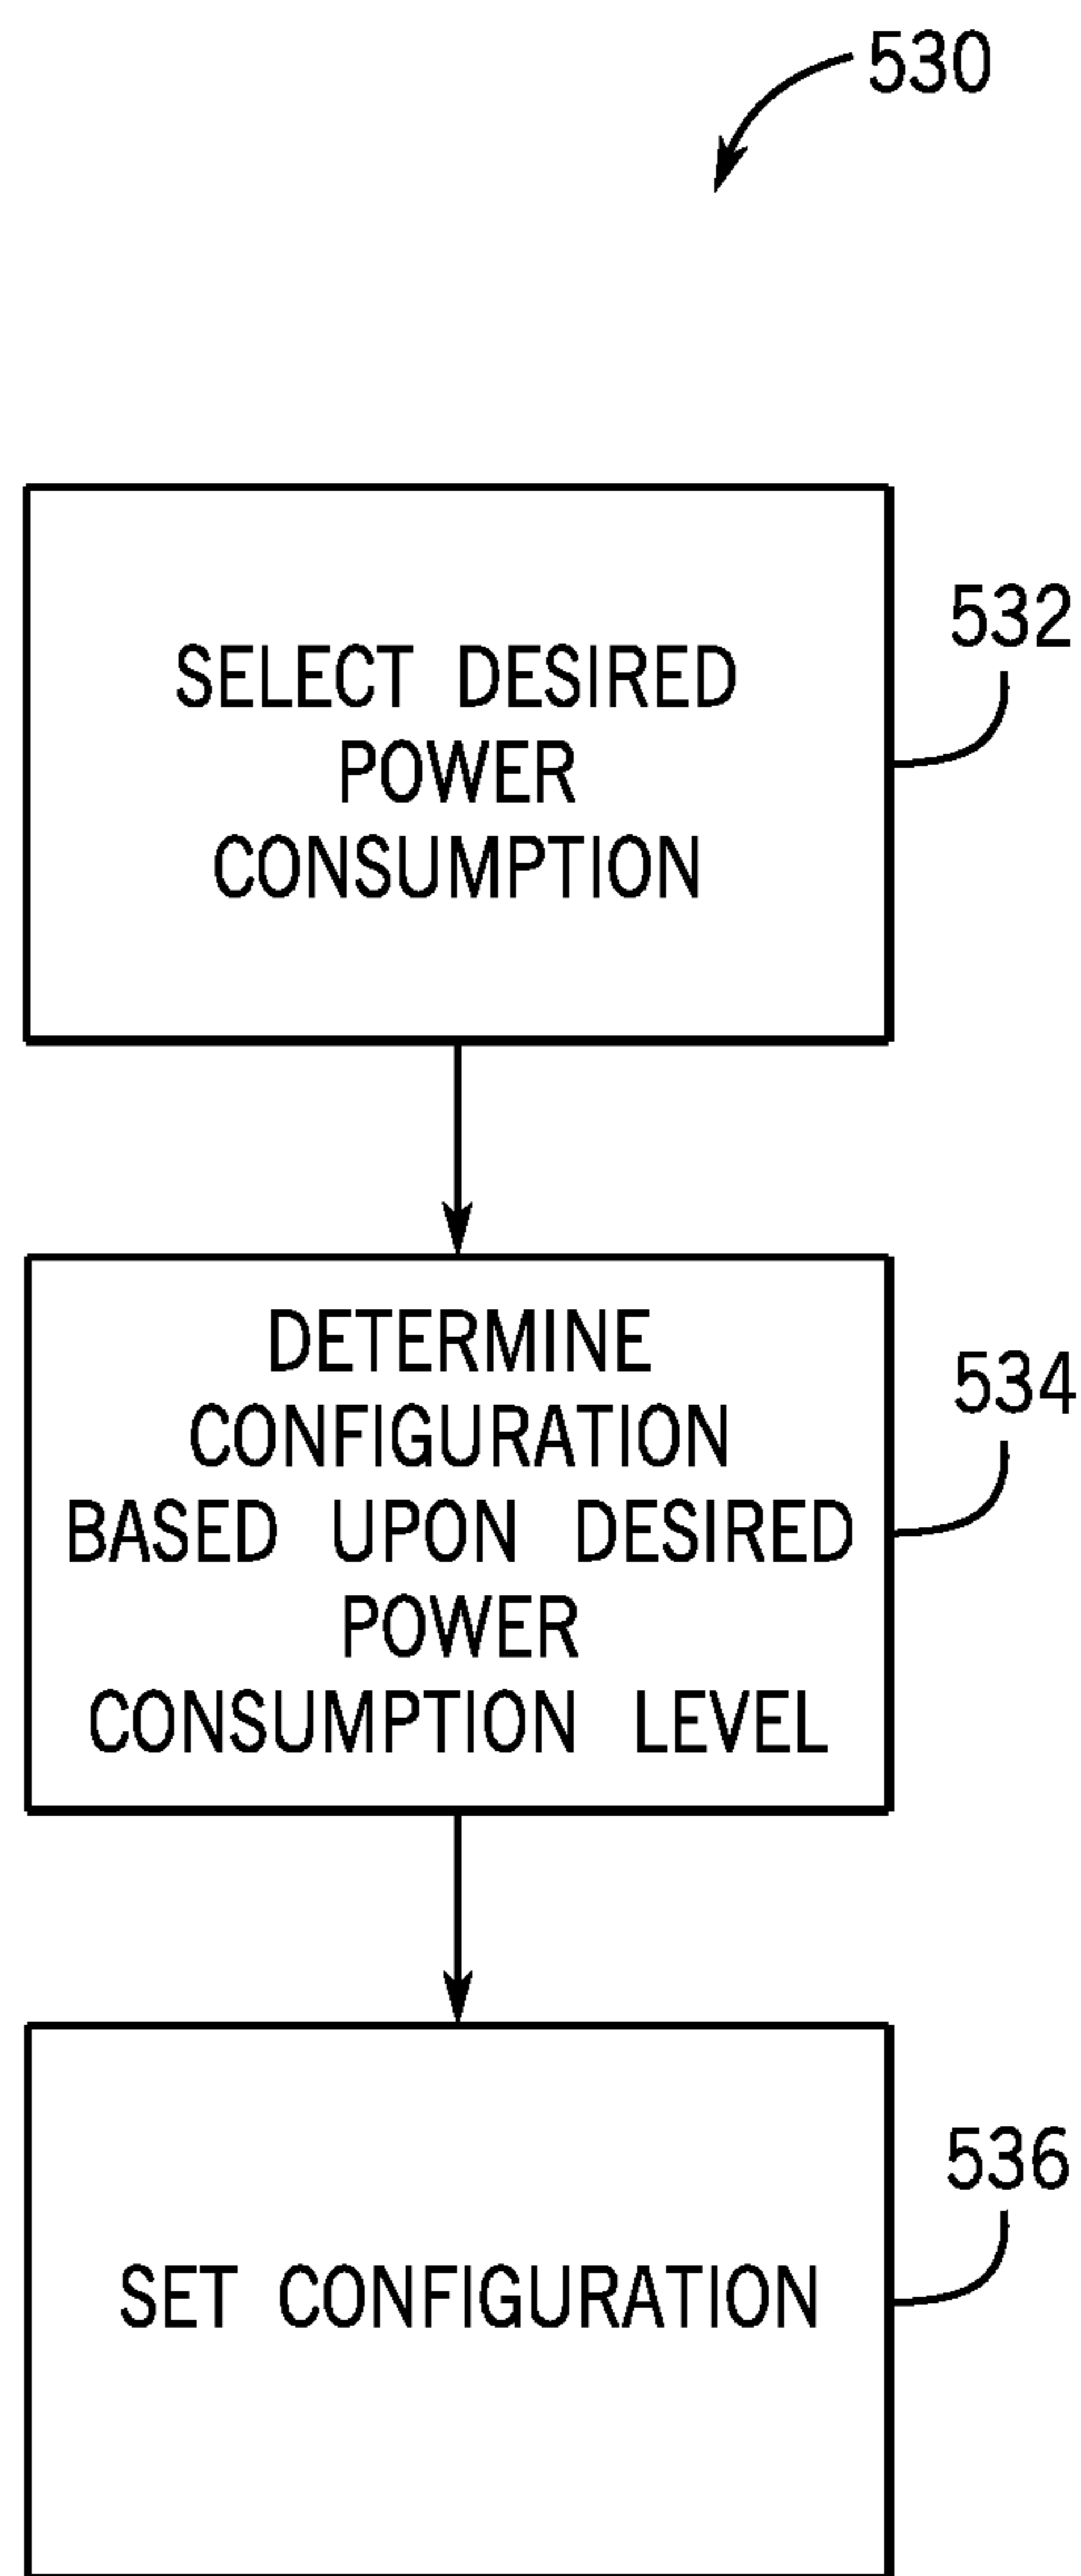 530
SELECT DESIRED
POWER
CONSUMPTION
532
DETERMINE
CONFIGURATION
BASED UPON DESIRED
POWER
CONSUMPTION LEVEL
534
SET CONFIGURATION
536